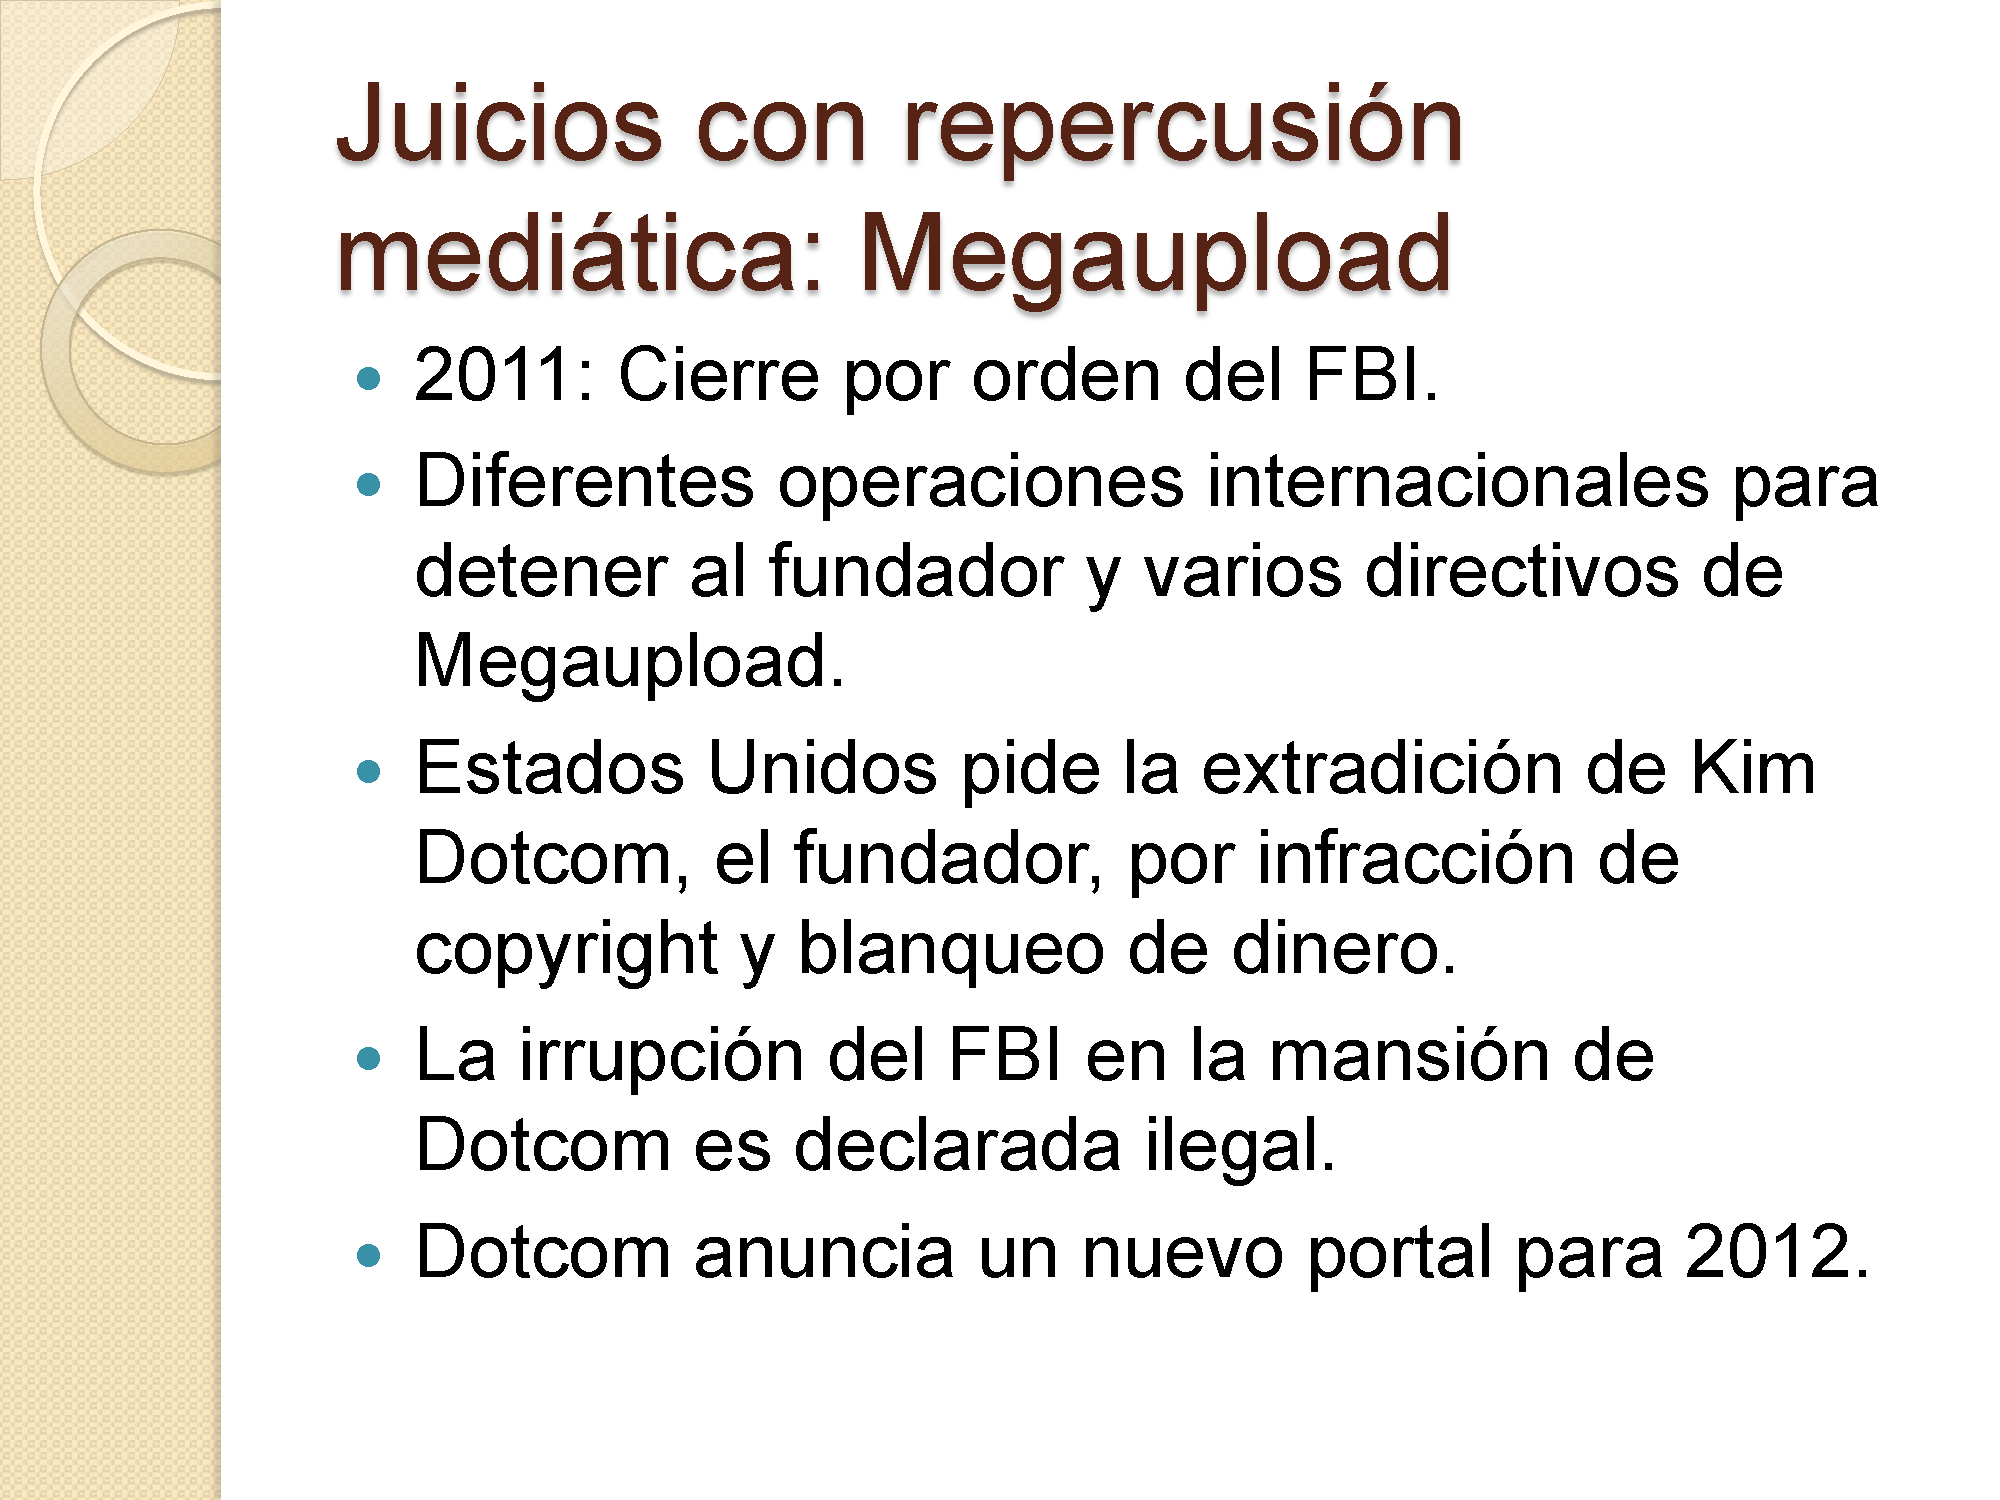 Juicios con repercusión
mediática: Megaupload
• 2011: Cierre por orden del FBI.
• Diferentes operaciones internacionales para
detener al fundador y varios directivos de
Megaupload.
• Estados Unidos pide la extradición de Kim
Dotcom, el fundador, por infracción de
copyright y blanqueo de dinero.
• La irrupción del FBI en la mansión de
Dotcom es declarada ilegal.
• Dotcom anuncia un nuevo portal para 2012.